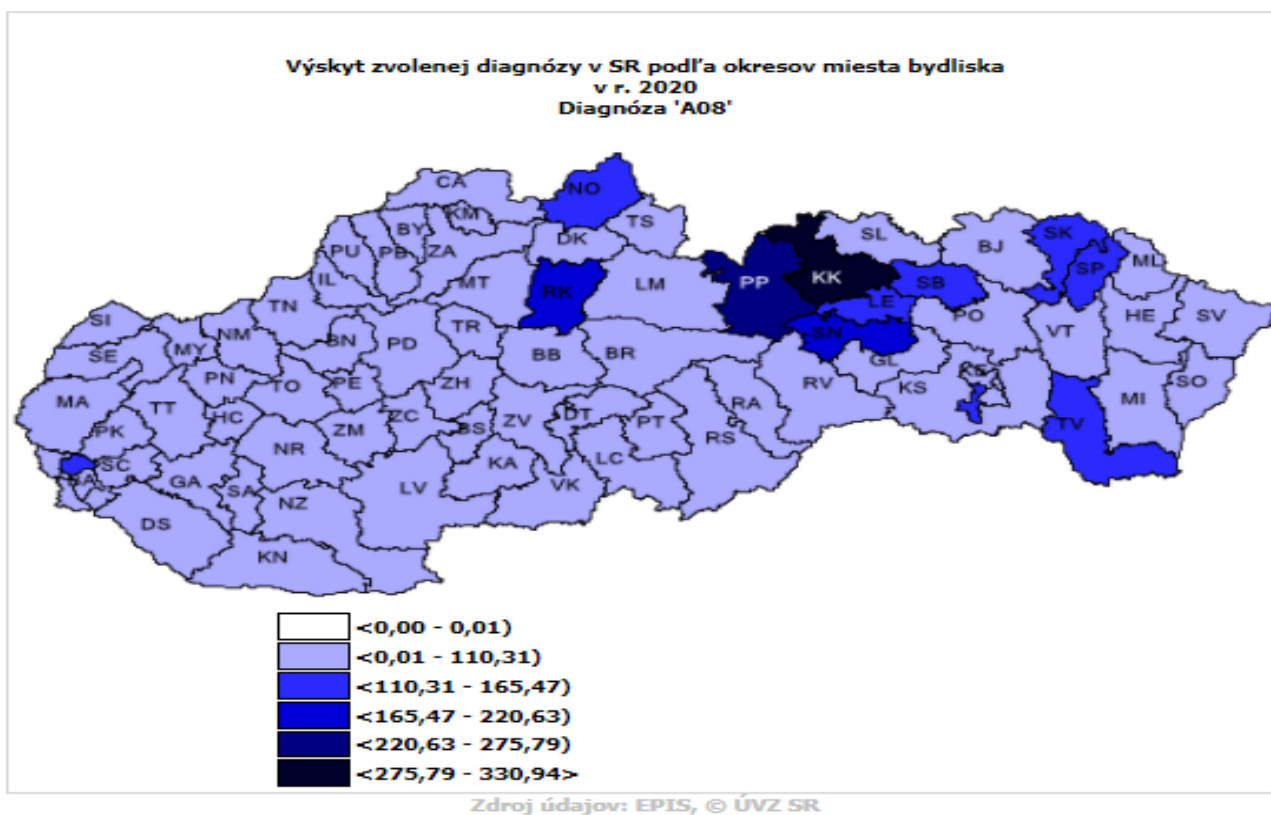 Výskyt zvolenej diagnózy v SR podľa okresov miesta bydliska
v r. 2020
Diagnóza 'A08'
CA
NO
KM
TS
BY
DK
PU
PB
ZA
SL
BJ
SK
SP
ML
IL
MT
RK
LM
PP
KK
SB
LE
TN
SI
TR
SN
PO
HE
SV
VT
NM
BN
PD
BB
BR
SE
MY
GL
KS
RV
SO
MI
PN
TO
PE
ZH
RA
MA
TT
HC
ZM
ZC
BS
ZV
DT
PT
RS
TV
PK
NR
SC
KA
LC
GA
SA
NZ
LV
VK
DS
KN
<0,00 - 0,01)
<0,01 - 110,31)
<110,31 - 165,47)
<165,47 - 220,63)
<220,63 - 275,79)
<275,79 - 330,94>
Zdroj údajov: EPIS, © ÚVZ SR